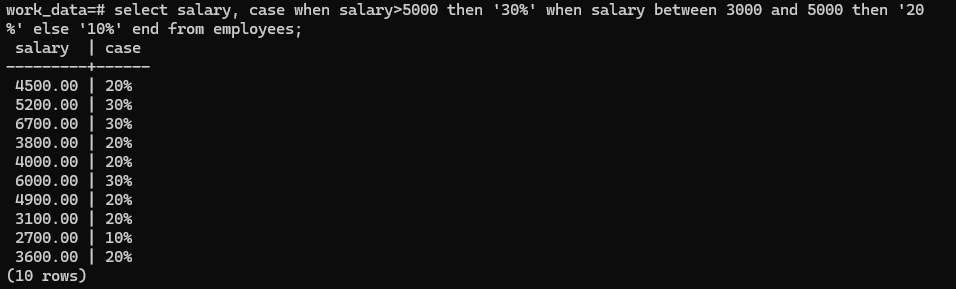 work_data=# select salary, case when salary>5000 then '30%' when salary between 3000 and 5000 then '20
%' else '10%' end from employees;
 salary  | case
---------+------
 4500.00 | 20%
 5200.00 | 30%
 6700.00 | 30%
 3800.00 | 20%
 4000.00 | 20%
 6000.00 | 30%
 4900.00 | 20%
 3100.00 | 20%
 2700.00 | 10%
 3600.00 | 20%
(10 rows)